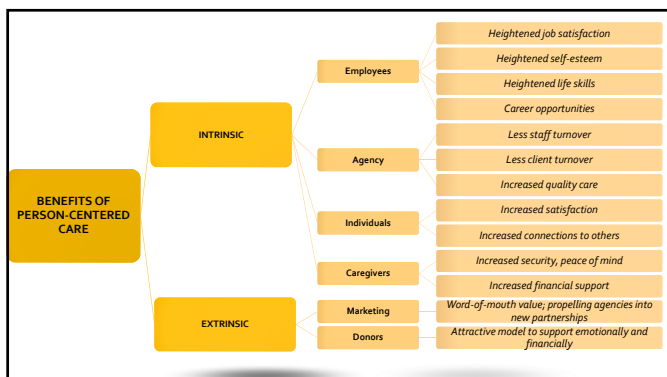 BENEFITS OF
PERSON-CENTERED
CARE
INTRINSIC
Employees
Heightened job satisfaction
Heightened self-esteem
Heightened life skills
Career opportunities
Agency
Less staff turnover
Less client turnover
Increased quality care
Individuals
Increased satisfaction
Increased connections to others
Caregivers
Increased security, peace of mind
Increased financial support
EXTRINSIC
Marketing
Word-of-mouth value; propelling agencies into
new partnerships
Donors
Attractive model to support emotionally and
financially